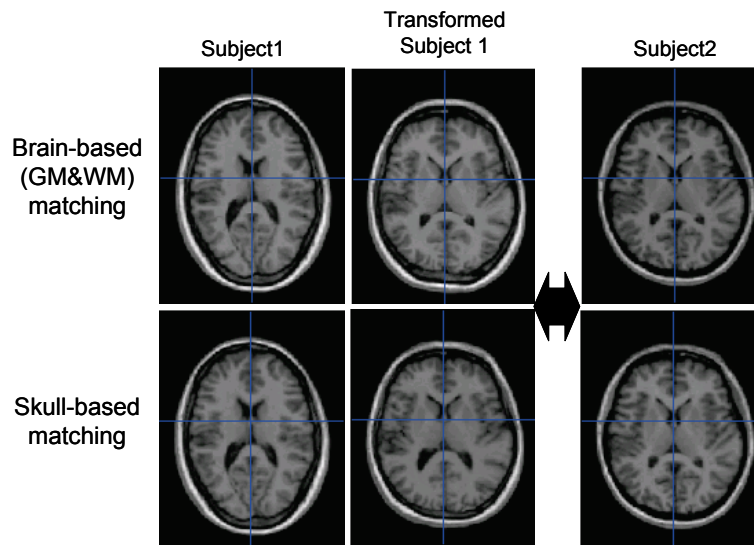 Subject1
Transformed
Subject 1
Subject2
Brain-based
(GM&WM)
matching
Skull-based
matching